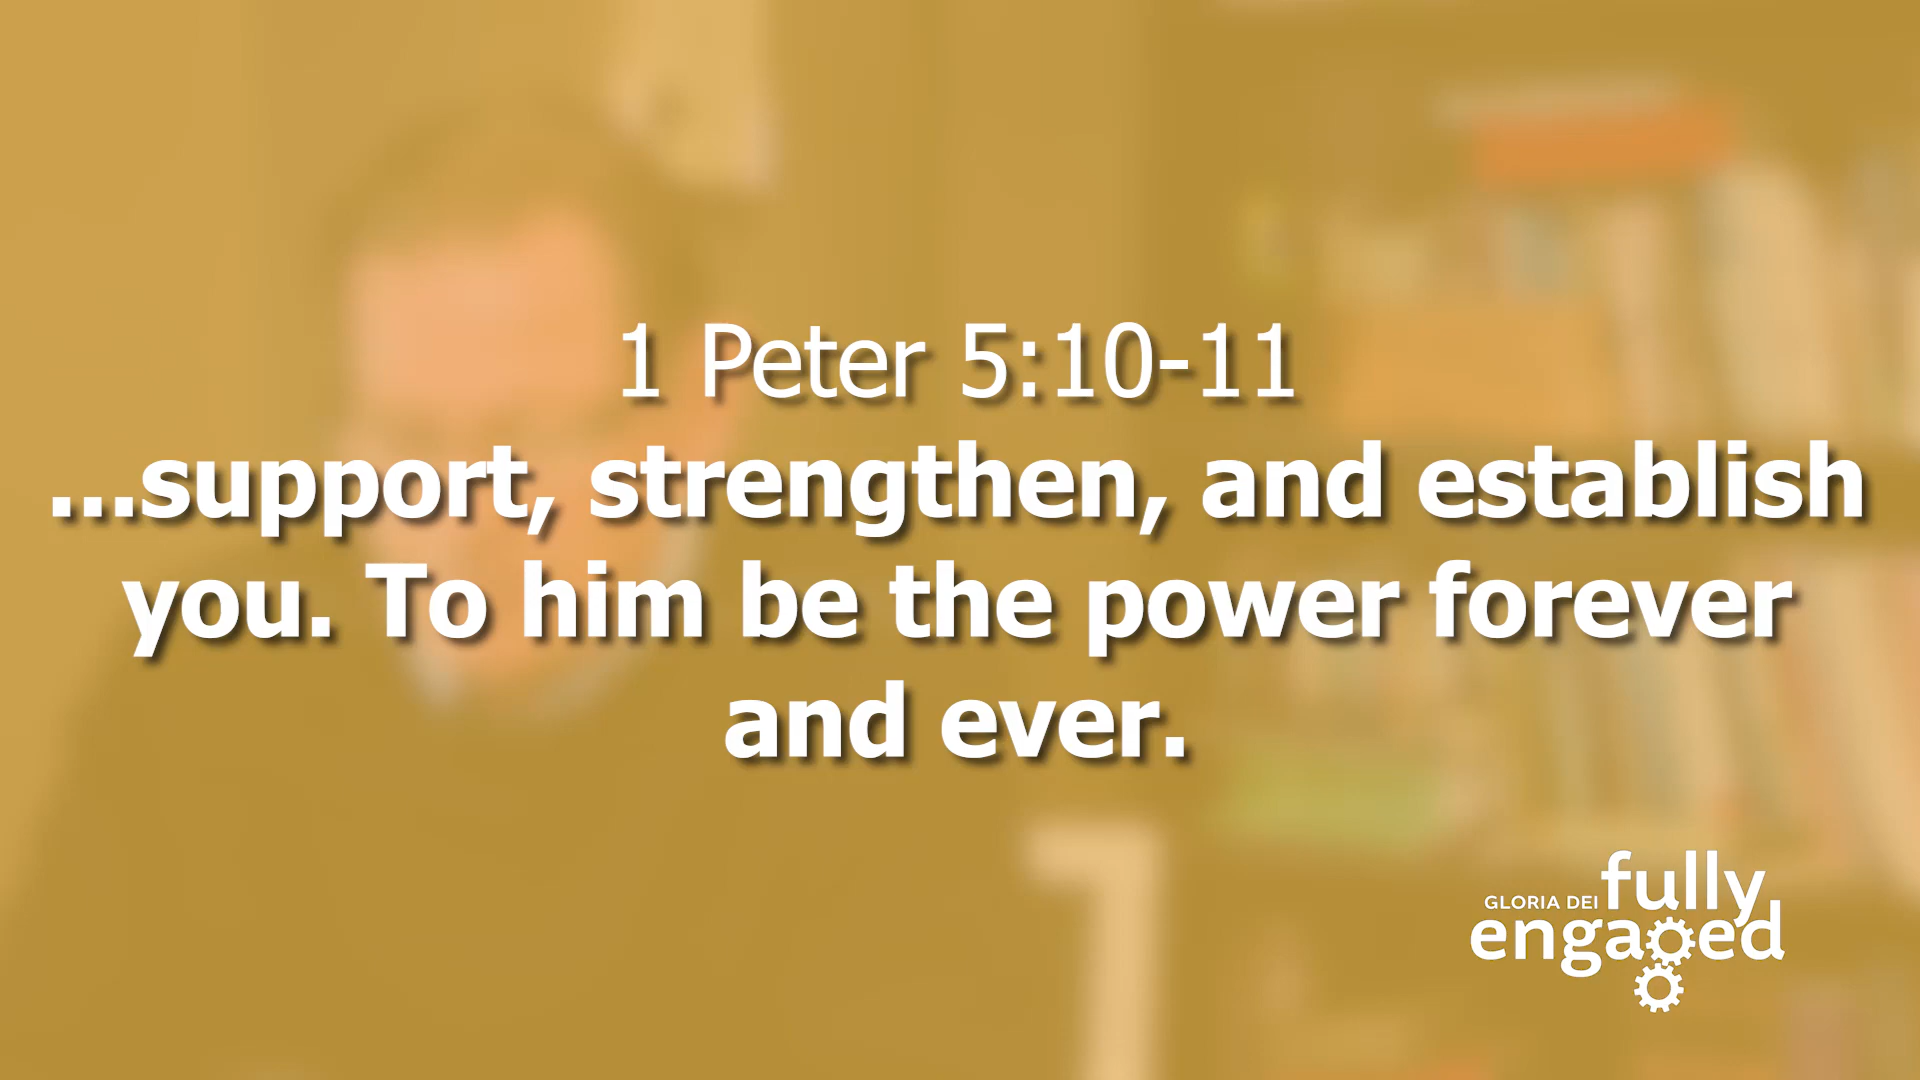 1 Peter 5:10-11
...support, strengthen, and establish
you. To him be the power forever
and ever.
GLORIA DEI fully
engaged